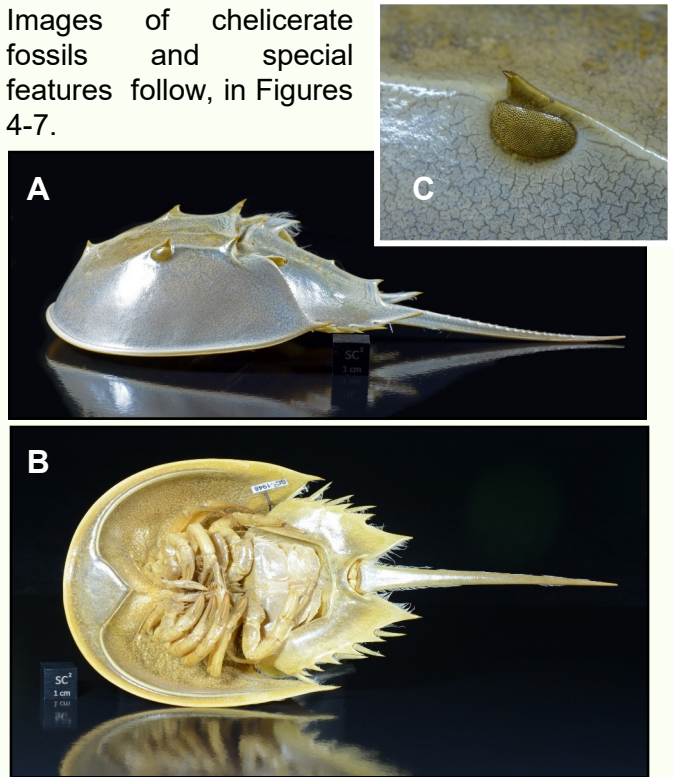 Images of chelicerate
fossils and special
features follow, in Figures
4-7.
C
A
SC²
1 cm
B
SC²
1 cm